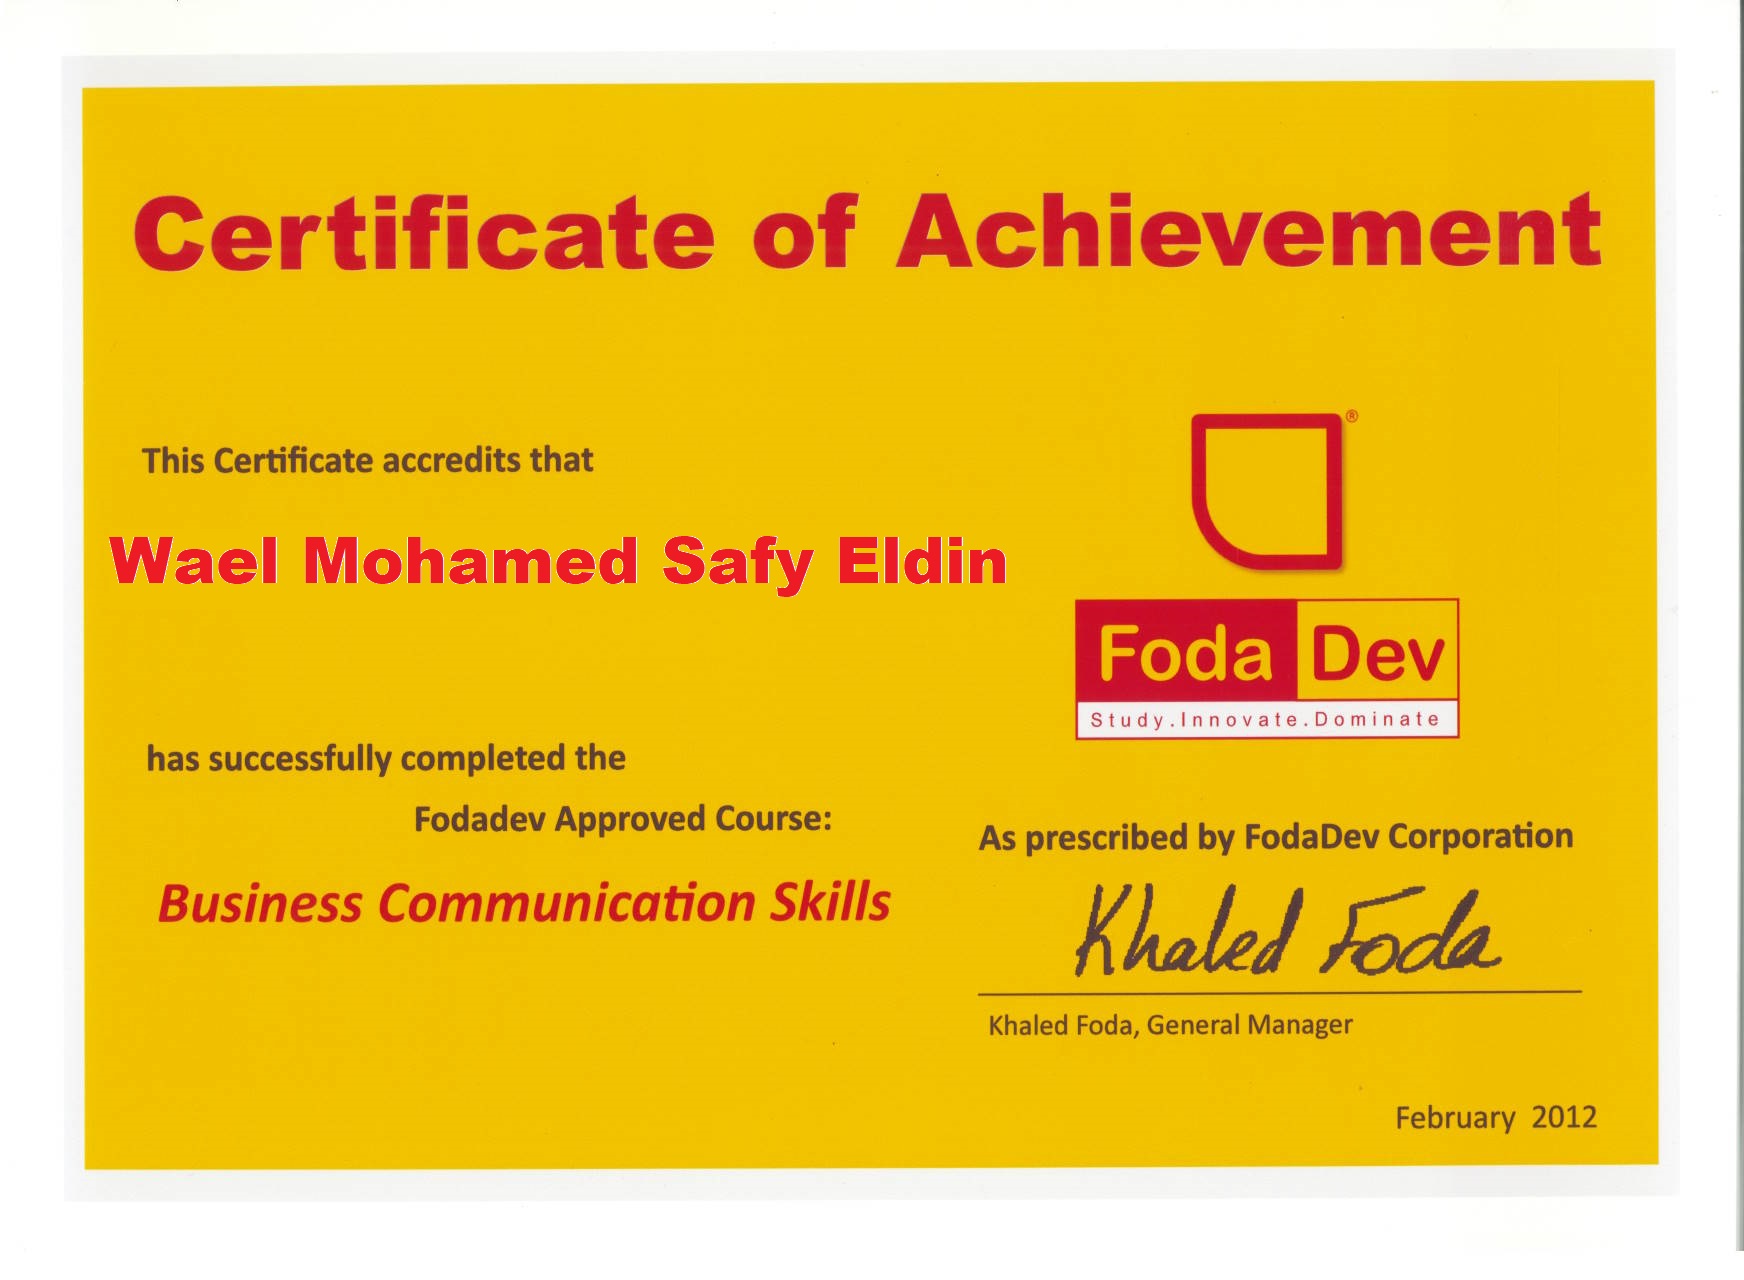 Certificate of Achievement
This Certificate accredits that
Wael Mohamed Safy Eldin
®
Foda Dev
Study.Innovate.Dominate
has successfully completed the
Fodadev Approved Course:
Business Communication Skills
As prescribed by FodaDev Corporation
Khaled Foda
Khaled Foda, General Manager
February 2012